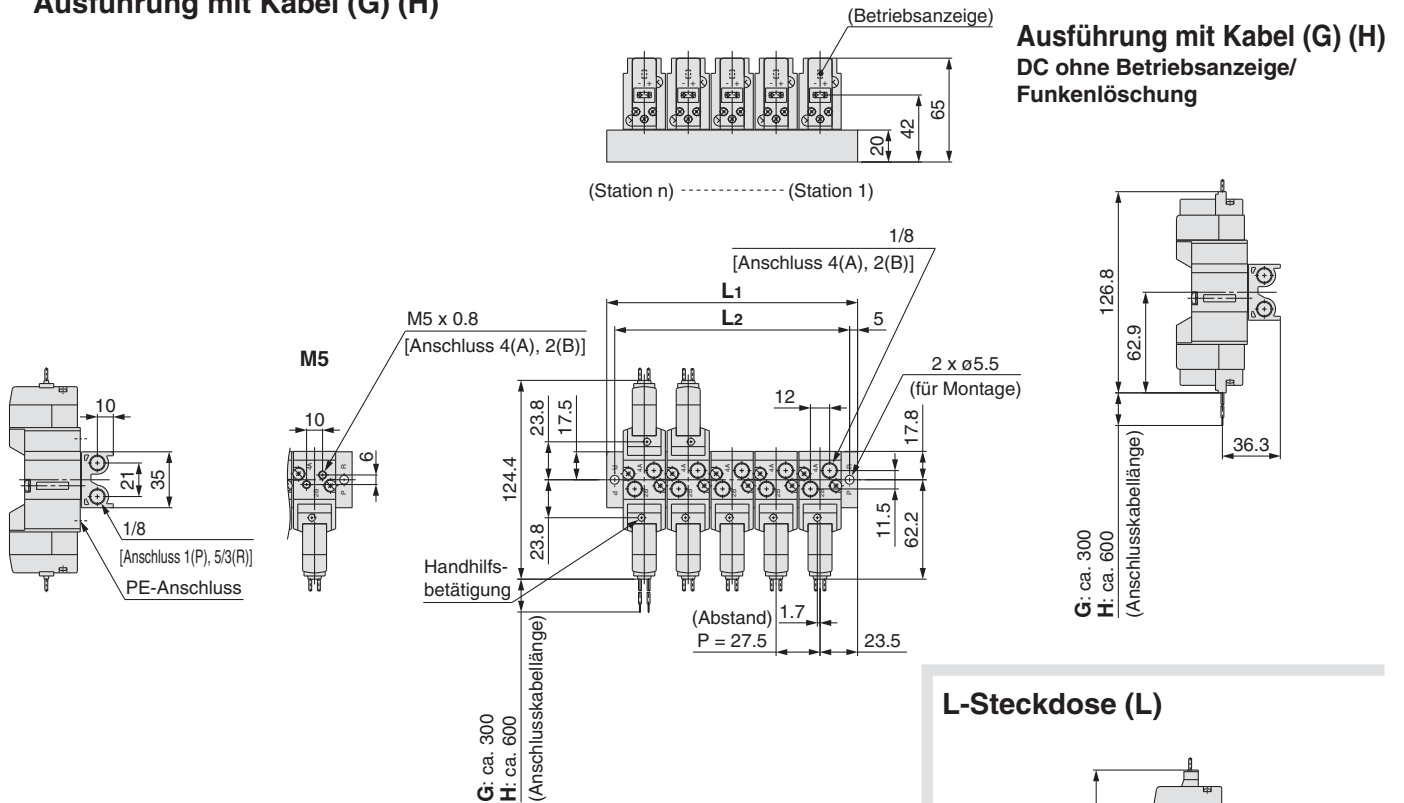 Ausführung mit Kabel (G) (H)
(Betriebsanzeige)
Ausführung mit Kabel (G) (H)
DC ohne Betriebsanzeige/
Funkenlöschung
20
42
65
(Station n) ------------ (Station 1)
1/8
[Anschluss 4(A), 2(B)]
L1
L2
5
M5 x 0.8
[Anschluss 4(A), 2(B)]
M5
2 x ø5.5
(für Montage)
10
21
35
1/8
[Anschluss 1(P), 5/3(R)]
PE-Anschluss
10
6
4A
2B
R
P
124.4
23.8
17.5
23.8
12
17.8
11.5
62.2
Handhilfs-
betätigung
(Abstand)
P = 27.5
1.7
23.5
G: ca. 300
H: ca. 600
(Anschlusskabellänge)
126.8
62.9
36.3
G: ca. 300
H: ca. 600
(Anschlusskabellänge)
L-Steckdose (L)